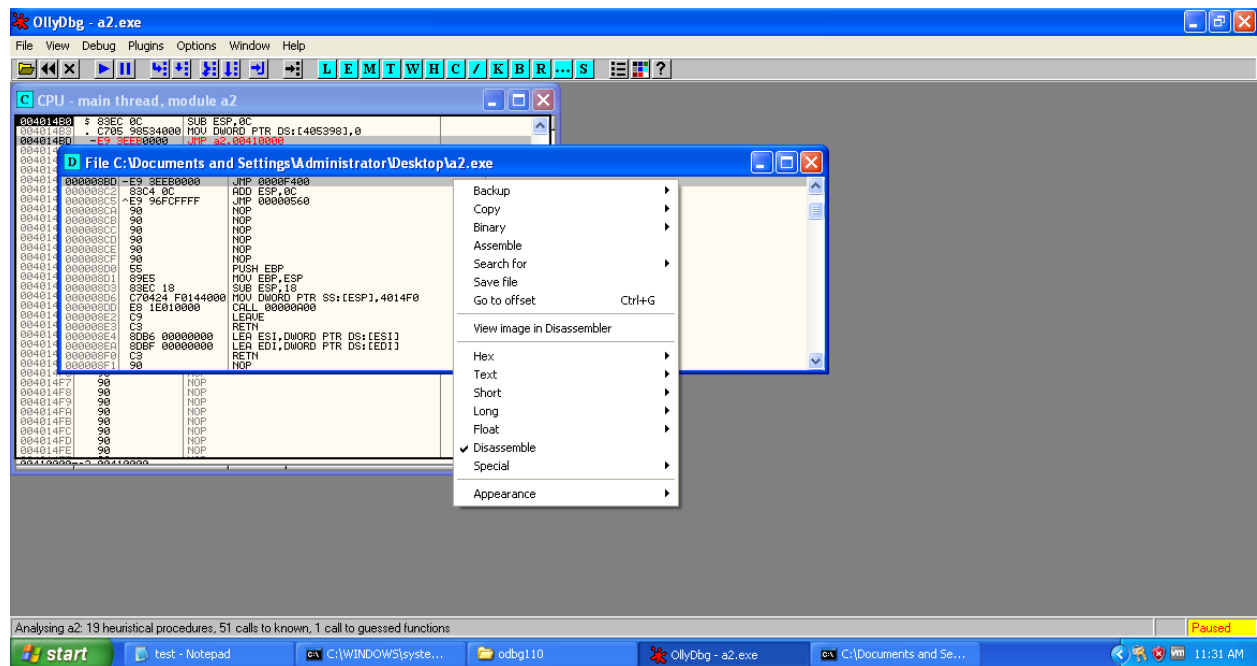 OllyDbg - a2.exe
File View Debug Plugins Options Window Help
L E M T W H C / K B R ... S ?
C CPU - main thread, module a2
004014B0 $ 83EC 0C SUB ESP,0C
004014B3 . C705 98534000 MOV DWORD PTR DS:[405398],0
004014BD -E9 3EEB0000 JMP a2.00410000
D File C:\Documents and Settings\Administrator\Desktop\a2.exe
000008BD -E9 3EEB0000 JMP 0000F400
000008C2 83C4 0C ADD ESP,0C
000008C5 ^E9 96FCFFFF JMP 00000560
000008CA 90 NOP
000008CB 90 NOP
000008CC 90 NOP
000008CD 90 NOP
000008CE 90 NOP
000008CF 90 NOP
000008D0 55 PUSH EBP
000008D1 89E5 MOV EBP,ESP
000008D3 83EC 18 SUB ESP,18
000008D6 C70424 F0144000 MOV DWORD PTR SS:[ESP],4014F0
000008DD E8 1E010000 CALL 00000A00
000008E2 C9 LEAVE
000008E3 C3 RETN
000008E4 8DB6 00000000 LEA ESI,DWORD PTR DS:[ESI]
000008EA 8DBF 00000000 LEA EDI,DWORD PTR DS:[EDI]
000008F0 C3 RETN
000008F1 90 NOP
004014F7 90 NOP
004014F8 90 NOP
004014F9 90 NOP
004014FA 90 NOP
004014FB 90 NOP
004014FC 90 NOP
004014FD 90 NOP
004014FE 90 NOP
Backup
Copy
Binary
Assemble
Search for
Save file
Go to offset Ctrl+G
View image in Disassembler
Hex
Text
Short
Long
Float
Disassemble
Special
Appearance
Analysing a2: 19 heuristical procedures, 51 calls to known, 1 call to guessed functions
Paused
start
test - Notepad
C:\WINDOWS\syste...
odbg110
OllyDbg - a2.exe
C:\Documents and Se...
11:31 AM